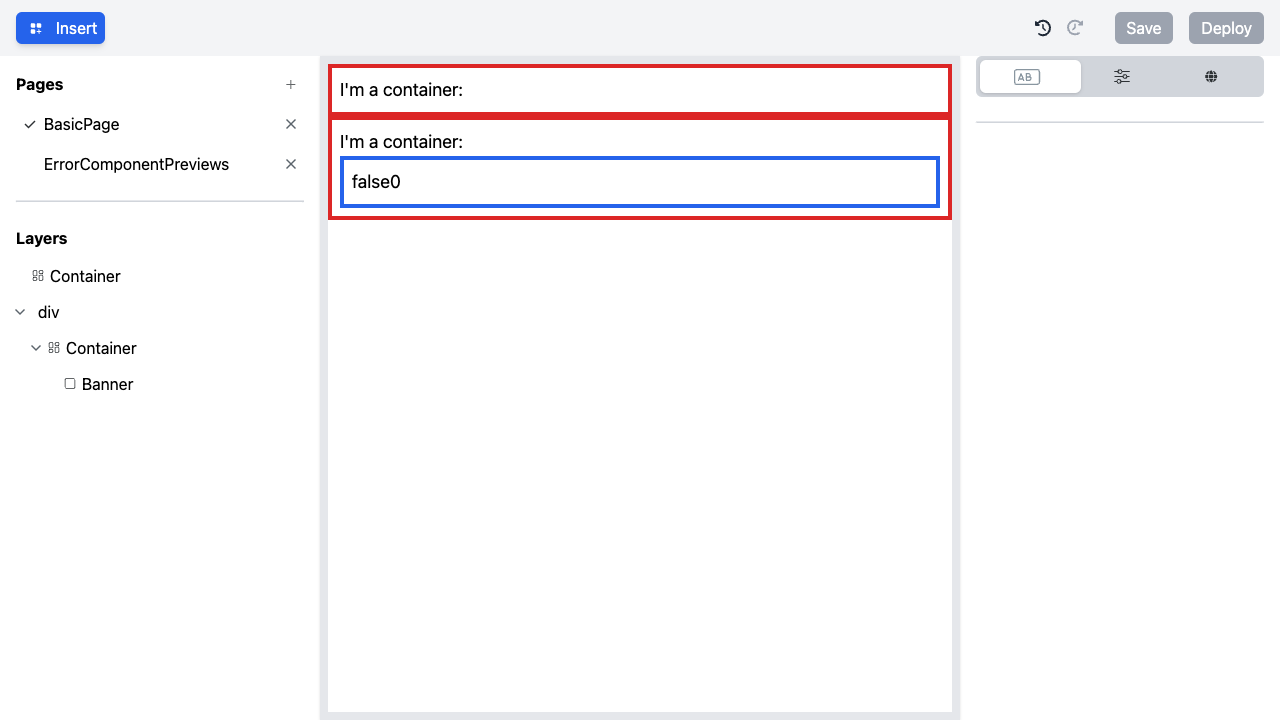 Insert
Save
Deploy
Pages
BasicPage
ErrorComponentPreviews
Layers
Container
div
Container
Banner
I'm a container:
I'm a container:
false0
AB